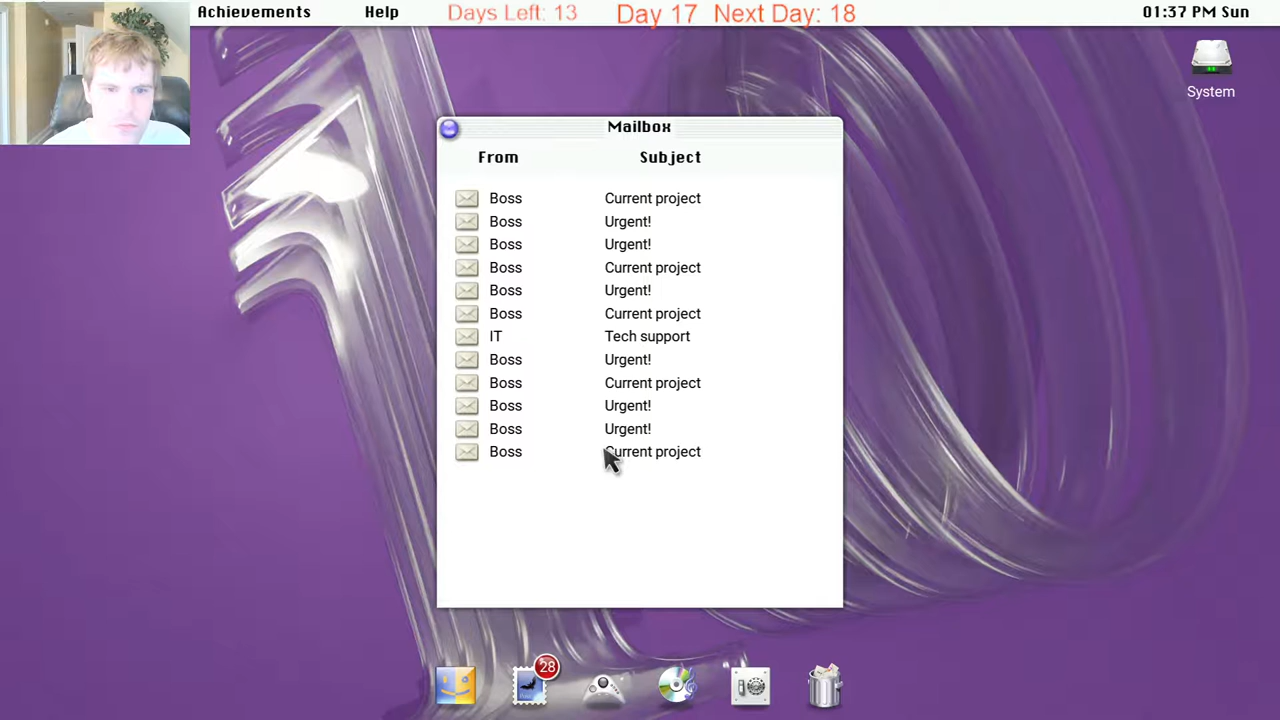 Achievements Help Days Left: 13 Day 17 Next Day: 18 01:37 PM Sun
System
Mailbox
From Subject
Boss Current project
Boss Urgent!
Boss Urgent!
Boss Current project
Boss Urgent!
Boss Current project
IT Tech support
Boss Urgent!
Boss Current project
Boss Urgent!
Boss Urgent!
Boss Current project
28